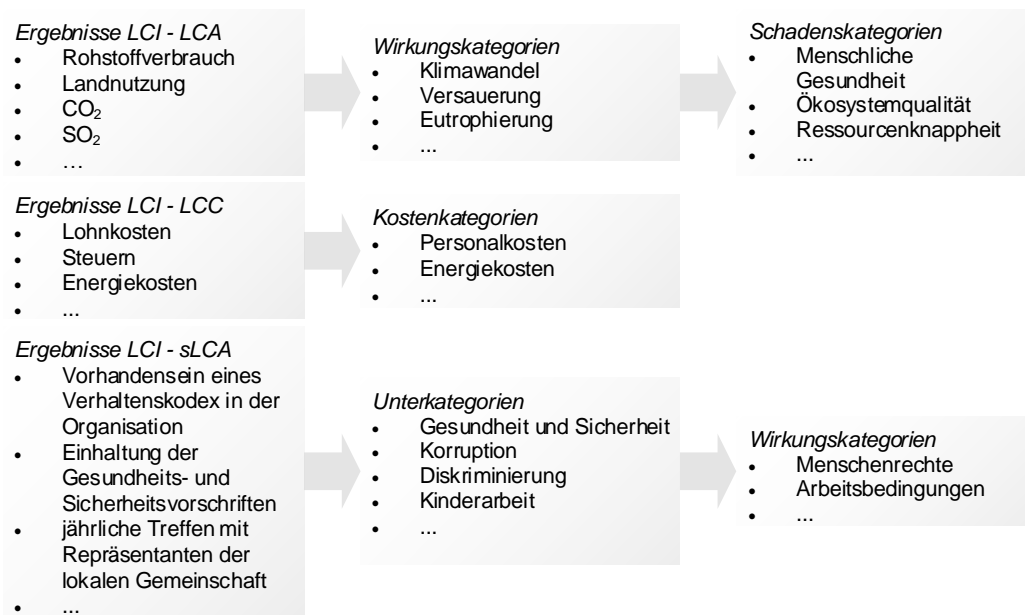 Ergebnisse LCI - LCA
• Rohstoffverbrauch
• Landnutzung
• CO₂
• SO₂
• …
Wirkungskategorien
• Klimawandel
• Versauerung
• Eutrophierung
• ...
Schadenskategorien
• Menschliche
Gesundheit
• Ökosystemqualität
• Ressourcenknappheit
• ...
Ergebnisse LCI - LCC
• Lohnkosten
• Steuern
• Energiekosten
• ...
Kostenkategorien
• Personalkosten
• Energiekosten
• ...
Ergebnisse LCI - sLCA
• Vorhandensein eines
Verhaltenskodex in der
Organisation
• Einhaltung der
Gesundheits- und
Sicherheitsvorschriften
• jährliche Treffen mit
Repräsentanten der
lokalen Gemeinschaft
• ...
Unterkategorien
• Gesundheit und Sicherheit
• Korruption
• Diskriminierung
• Kinderarbeit
• ...
Wirkungskategorien
• Menschenrechte
• Arbeitsbedingungen
• ...